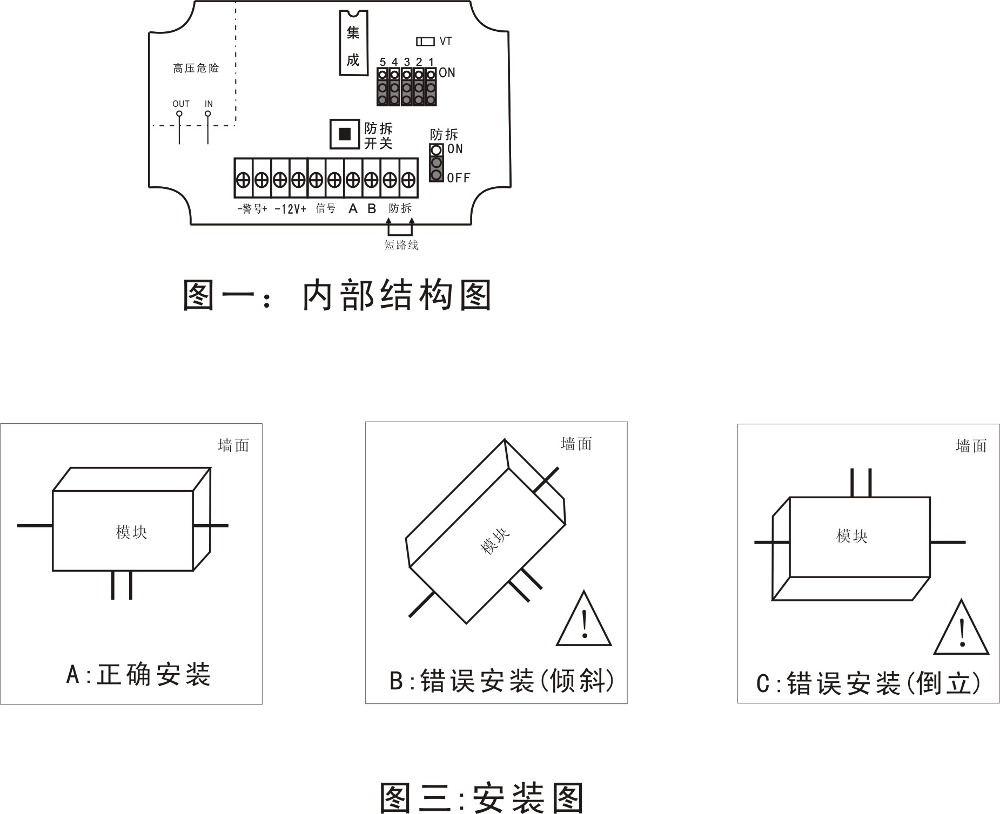 集
成
VT
5 4 3 2 1
ON
高压危险
OUT IN
防拆
开关
防拆
ON
OFF
-警号+ -12V+ 信号 A B 防拆
短路线
图一：内部结构图
墙面
模块
A:正确安装
墙面
模块
!
B:错误安装(倾斜)
墙面
模块
!
C:错误安装(倒立)
图三:安装图